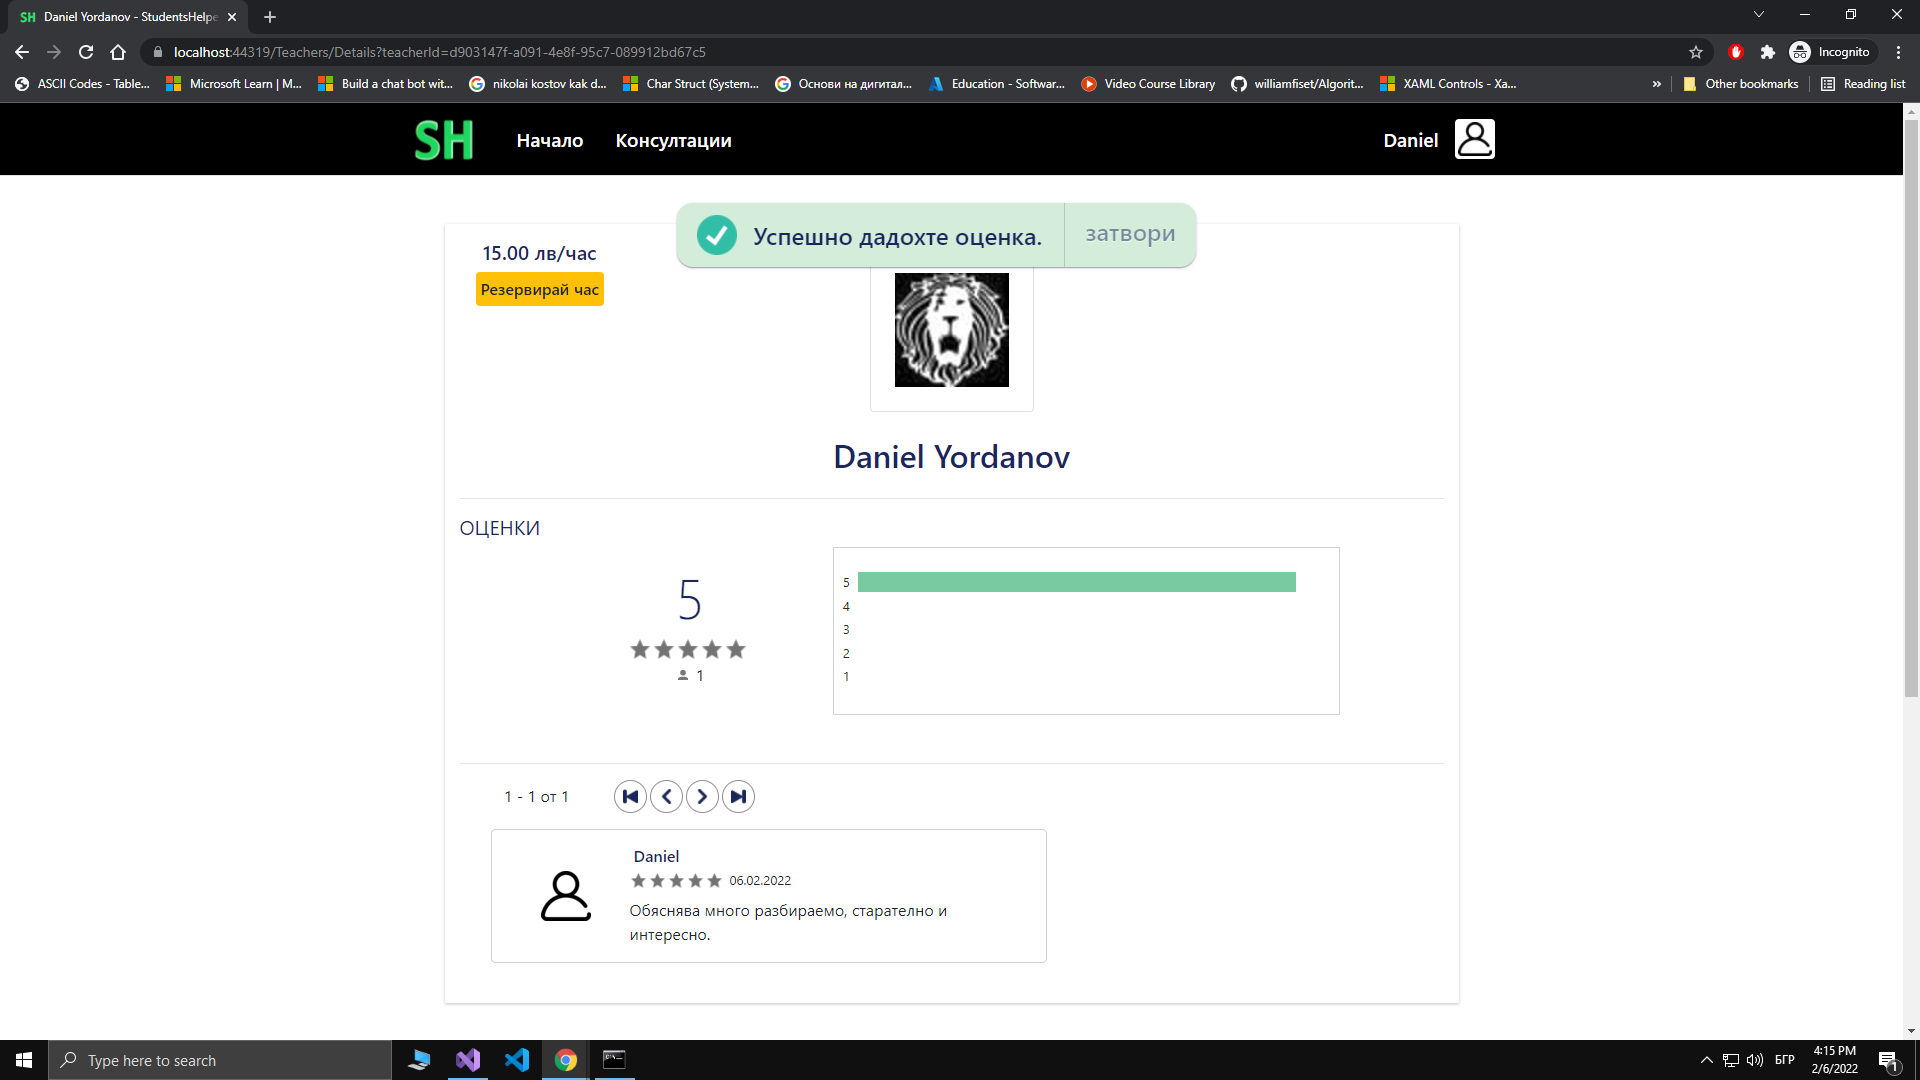 SH Daniel Yordanov - StudentsHelpe
localhost:44319/Teachers/Details?teacherId=d903147f-a091-4e8f-95c7-089912bd67c5
Incognito
ASCII Codes - Table...
Microsoft Learn | M...
Build a chat bot wit...
nikolai kostov kak d...
Char Struct (System...
Основи на дигитал...
Education - Softwar...
Video Course Library
williamfiset/Algorit...
XAML Controls - Xa...
»
Other bookmarks
Reading list
SH Начало Консултации Daniel
Успешно дадохте оценка. затвори
15.00 лв/час
Резервирай час
Daniel Yordanov
ОЦЕНКИ
5
1
5
4
3
2
1
1 - 1 от 1
Daniel
06.02.2022
Обяснява много разбираемо, старателно и
интересно.
Type here to search
БГР
4:15 PM
2/6/2022
1